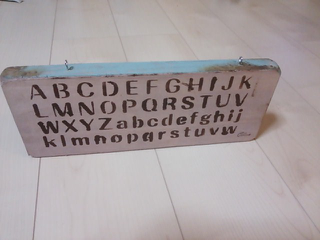 ABCDEFGHIJK
LMNOPQRSTUV
WXYZabcdefghij
klmnopqrstuvw